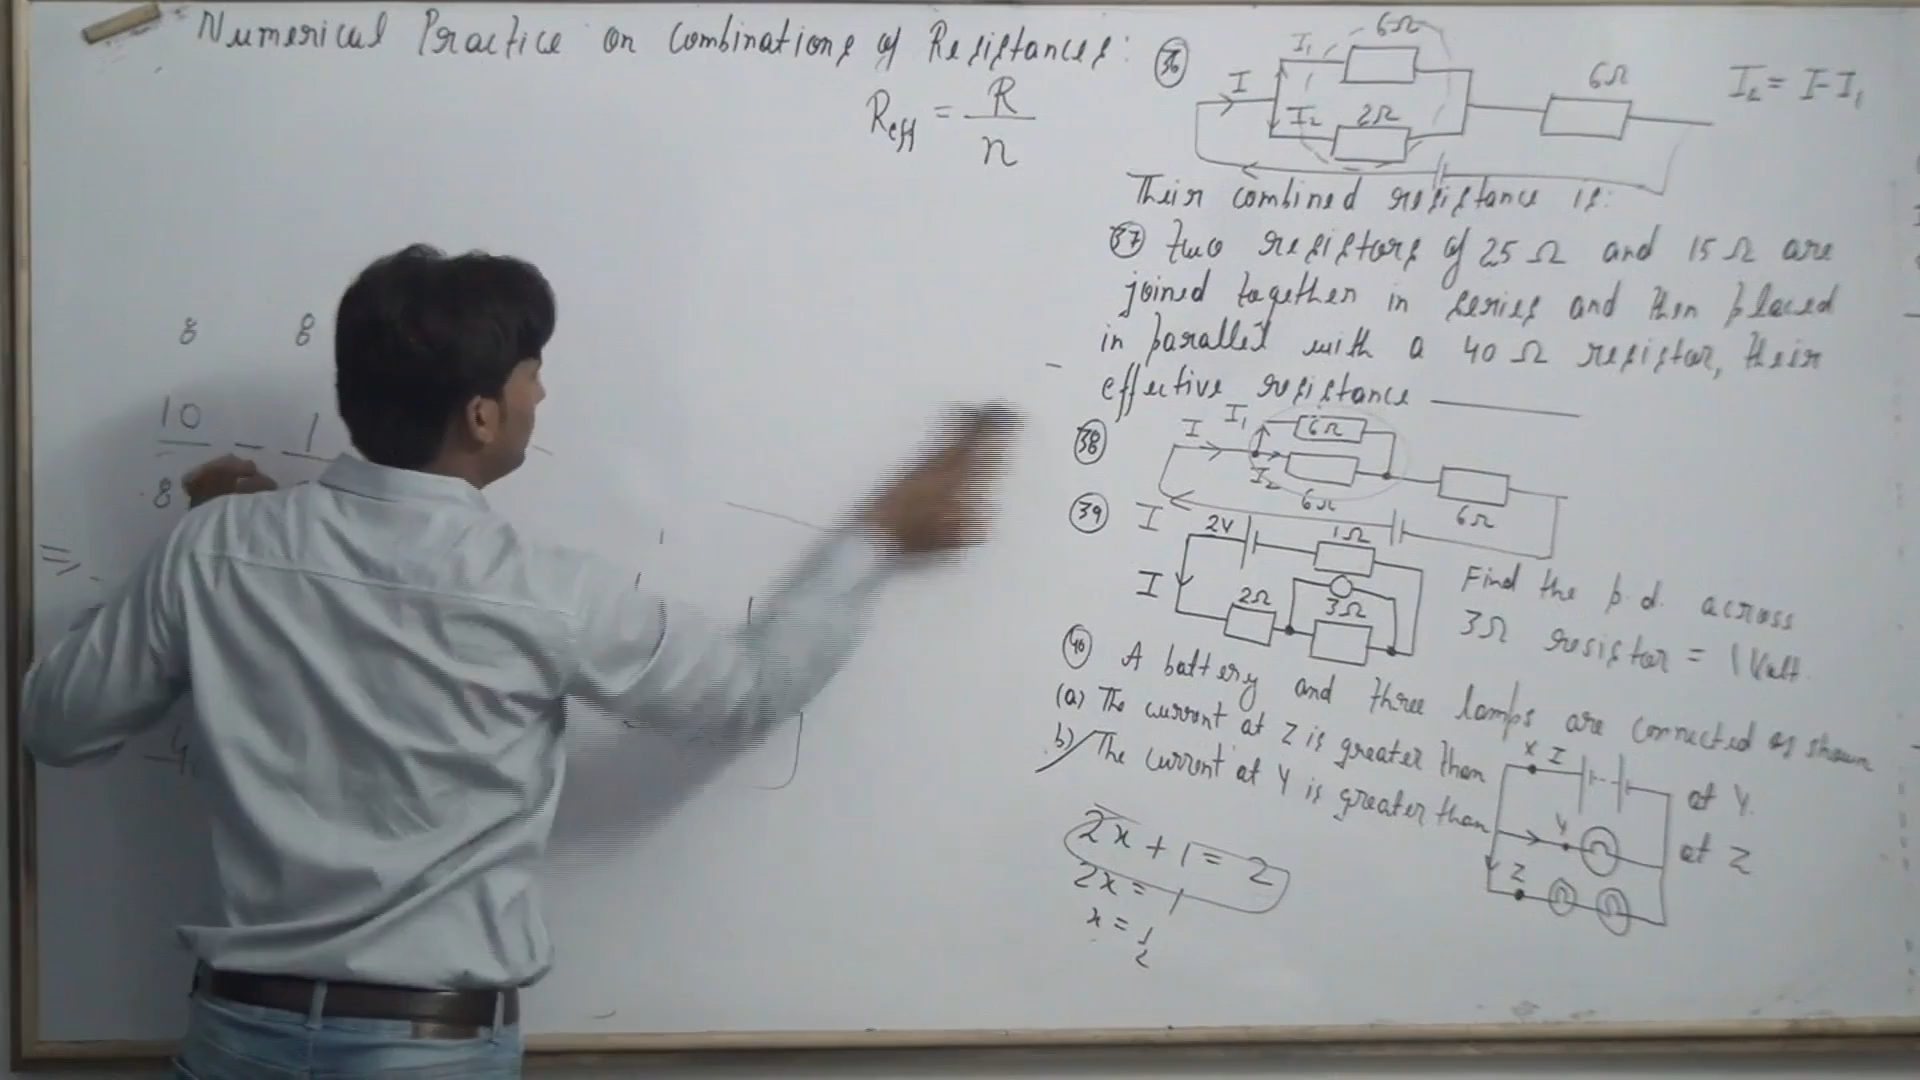 Numerical Practice on Combinations of Resistances:
Reff = R/n
8 8
10/8 - 1
=>
(36) I I1 6Ω I2 2Ω 6Ω I2 = I-I1
Their combined resistance is:
(37) Two resistors of 25 Ω and 15 Ω are
joined together in series and then placed
in parallel with a 40 Ω resistor, their
effective resistance
(38) I I1 6Ω I2 6Ω 6Ω
(39) I 2V 1Ω I 2Ω 3Ω
Find the p.d. across
3Ω resistor = 1 Volt.
(40) A battery and three lamps are connected as shown
(a) The current at Z is greater than at Y.
b) The current at Y is greater than at Z
X I Y Z
2x + 1 = 2
2x = 1
x = 1/2